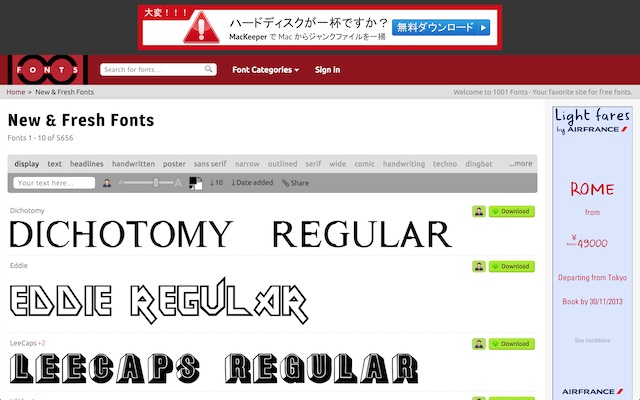 大変！！！
ハードディスクが一杯ですか？
MacKeeper で Mac からジャンクファイルを一掃
無料ダウンロード
1001
FONTS
Search for fonts...
Font Categories
Sign in
Home > New & Fresh Fonts
Welcome to 1001 Fonts - Your favorite site for free fonts.
New & Fresh Fonts
Fonts 1 - 10 of 5656
display text headlines handwritten poster sans serif narrow outlined serif wide comic handwriting techno dingbat ...more
Your text here... A A 10 Date added Share
Dichotomy
Download
DICHOTOMY REGULAR
Eddie
Download
EDDIE REGULAR
LeeCaps +2
Download
LEECAPS REGULAR
Light fares
by AIRFRANCE
ROME
from
¥
49000
Departing from Tokyo
Book by 30/11/2013
See conditions
AIRFRANCE